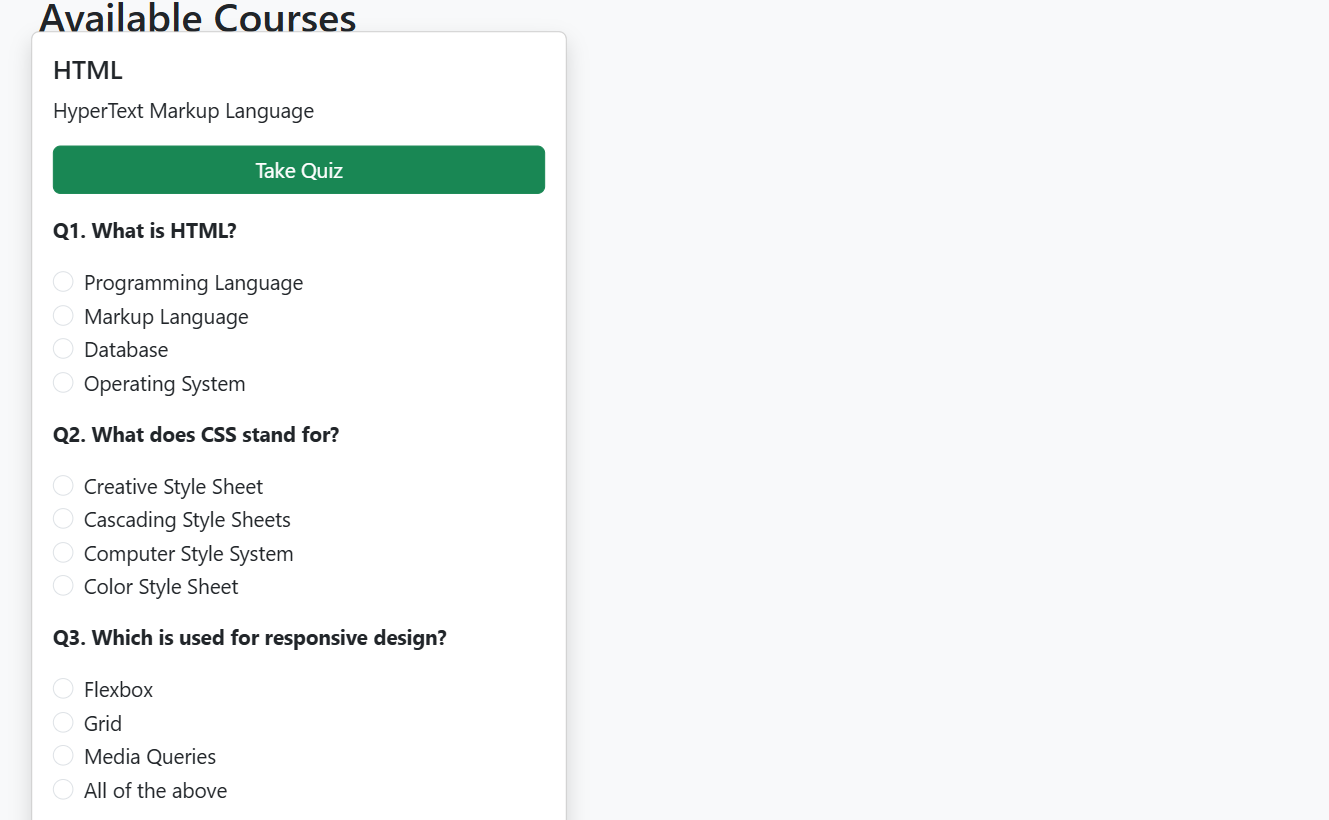 Available Courses
HTML
HyperText Markup Language
Take Quiz
Q1. What is HTML?
Programming Language
Markup Language
Database
Operating System
Q2. What does CSS stand for?
Creative Style Sheet
Cascading Style Sheets
Computer Style System
Color Style Sheet
Q3. Which is used for responsive design?
Flexbox
Grid
Media Queries
All of the above